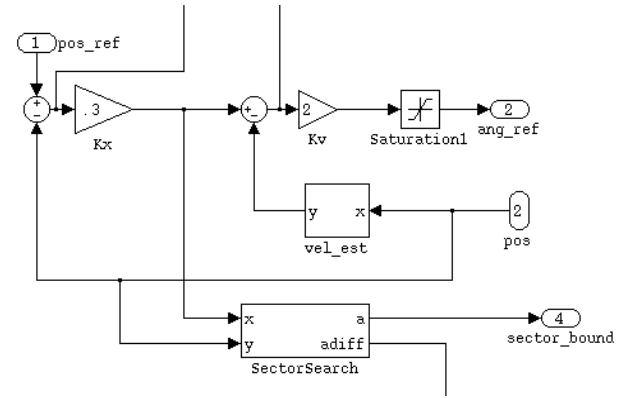 1 pos_ref
+
−
.3
Kx
+
−
2
Kv
Saturation1
2
ang_ref
y x
vel_est
2
pos
x a
y adiff
SectorSearch
4
sector_bound